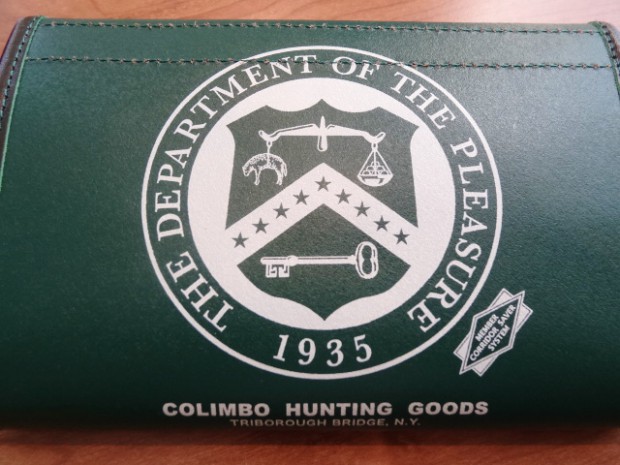 THE DEPARTMENT OF THE PLEASURE
1935
MEMBER
CORRIDOR SAVER
SYSTEM
COLIMBO HUNTING GOODS
TRIBOROUGH BRIDGE, N.Y.